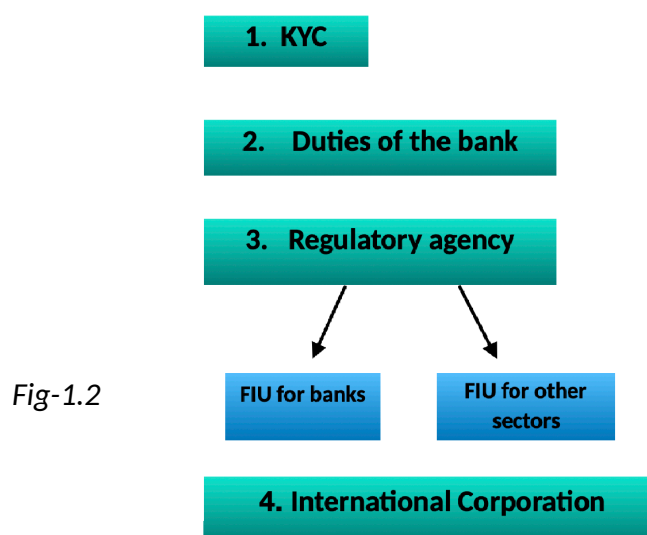 1. KYC
2. Duties of the bank
3. Regulatory agency
FIU for banks
FIU for other
sectors
Fig-1.2
4. International Corporation